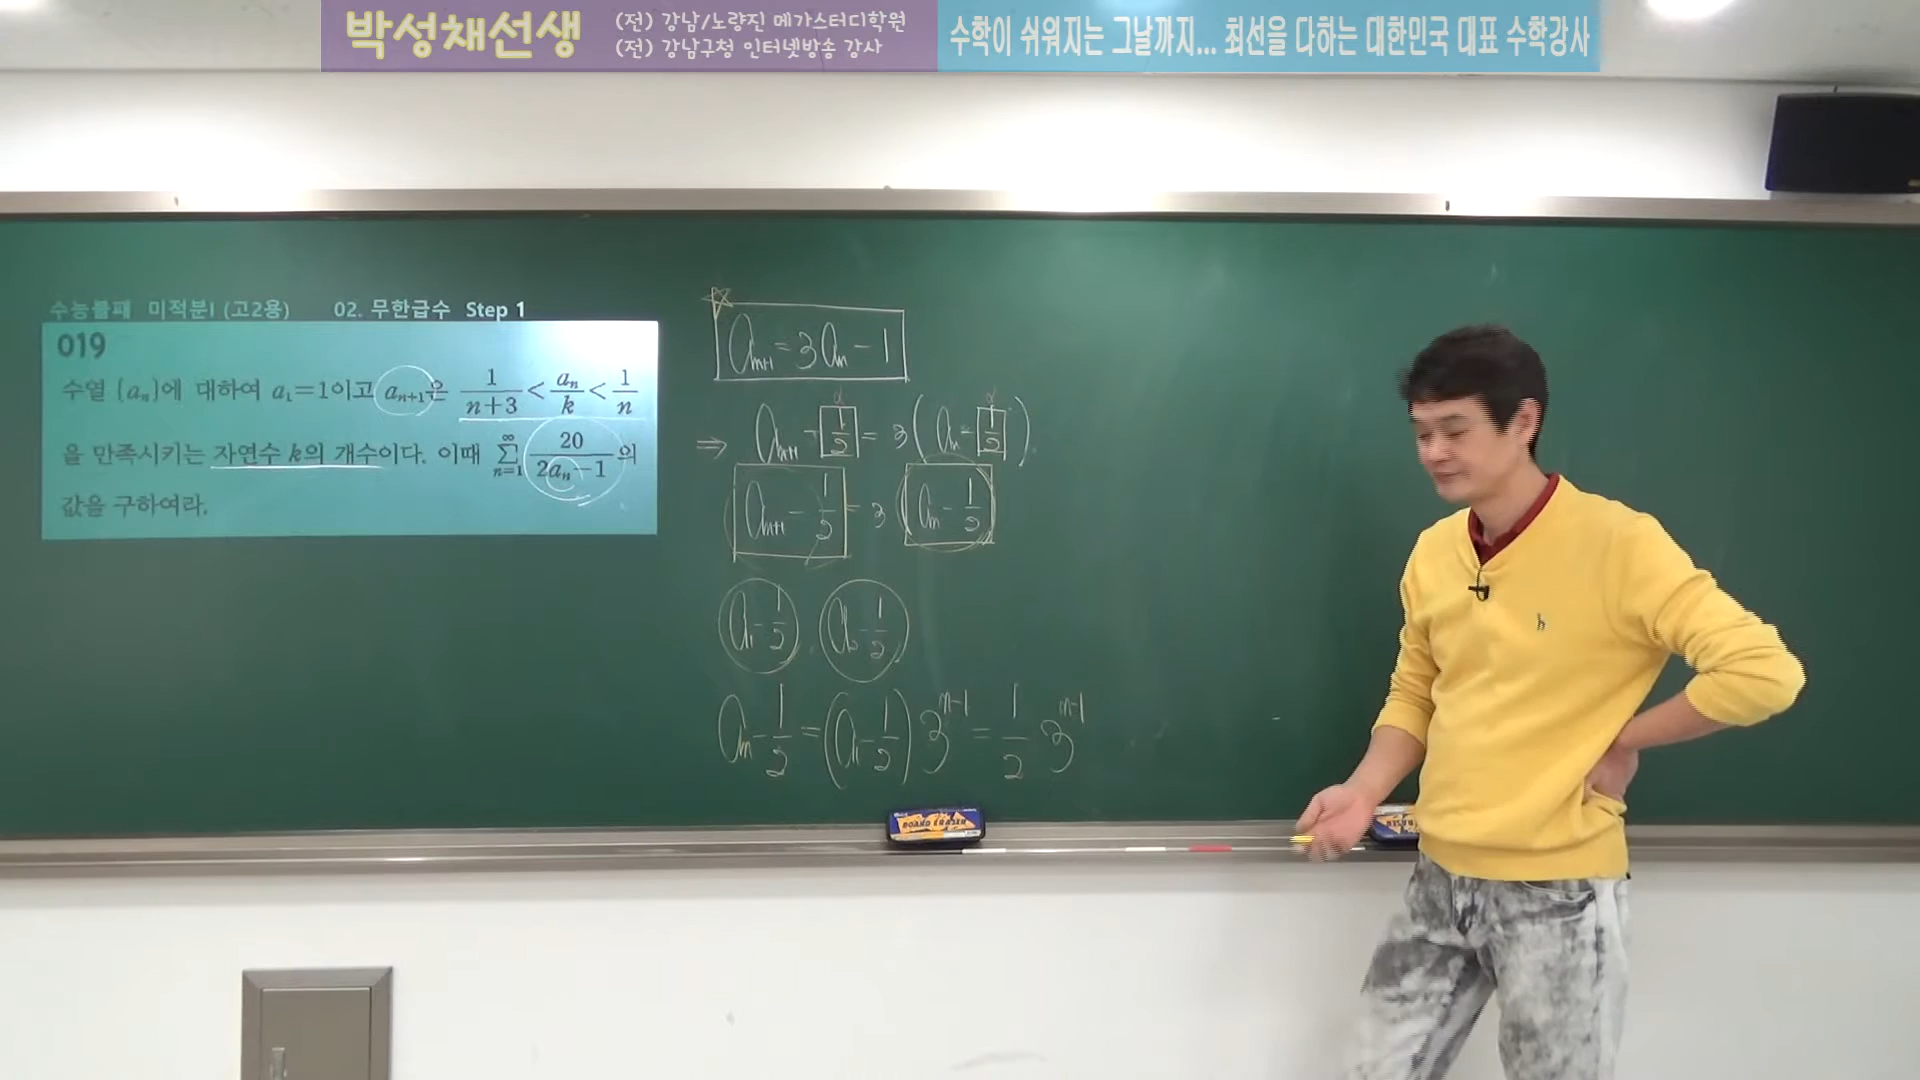 박성채선생
(전) 강남/노량진 메가스터디학원
(전) 강남구청 인터넷방송 강사
수학이 쉬워지는 그날까지... 최선을 다하는 대한민국 대표 수학강사
수능불패 미적분I (고2용) 02. 무한급수 Step 1
019
수열 {aₙ}에 대하여 a₁=1이고 aₙ₊₁은 1/(n+3) < aₙ/k < 1/n
을 만족시키는 자연수 k의 개수이다. 이때 ∑_{n=1}^{∞} 20/(2aₙ-1)의
값을 구하여라.
aₙ₊₁ = 3aₙ - 1
⇒ aₙ₊₁ - 1/2 = 3(aₙ - 1/2)
α α
aₙ₊₁ - 1/2 = 3 (aₙ - 1/2)
a₁ - 1/2 , a₂ - 1/2
aₙ - 1/2 = (a₁ - 1/2) 3ⁿ⁻¹ = 1/2 3ⁿ⁻¹
BOARD ERASER
h